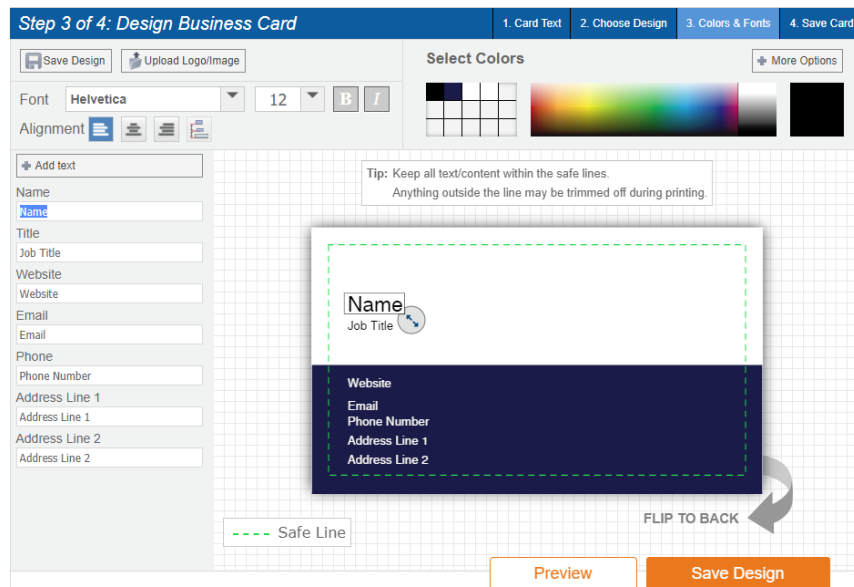 Step 3 of 4: Design Business Card
1. Card Text
2. Choose Design
3. Colors & Fonts
4. Save Card
Save Design
Upload Logo/Image
Select Colors
More Options
Font
Helvetica
12
B
I
Alignment
Add text
Name
Name
Title
Job Title
Website
Website
Email
Email
Phone
Phone Number
Address Line 1
Address Line 1
Address Line 2
Address Line 2
Tip: Keep all text/content within the safe lines.
Anything outside the line may be trimmed off during printing.
Name
Job Title
Website
Email
Phone Number
Address Line 1
Address Line 2
FLIP TO BACK
Safe Line
Preview
Save Design